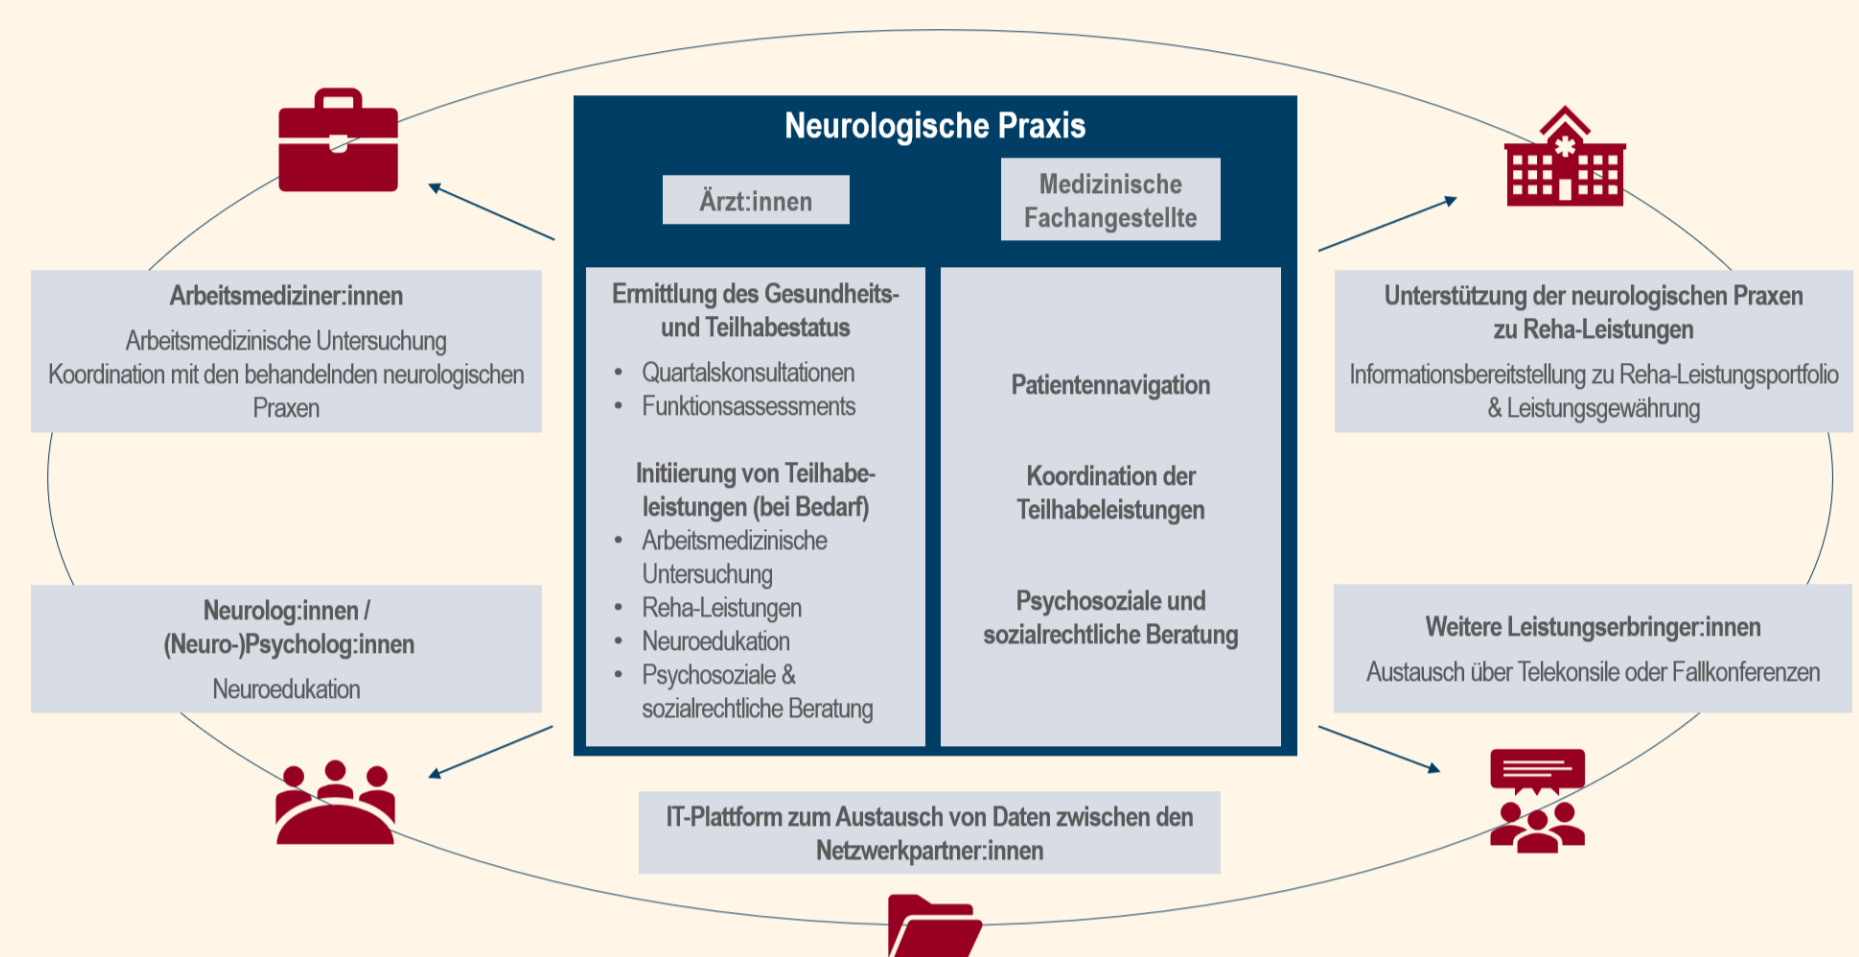 Neurologische Praxis
Ärzt:innen
Medizinische
Fachangestellte
Arbeitsmediziner:innen
Arbeitsmedizinische Untersuchung
Koordination mit den behandelnden neurologischen
Praxen
Ermittlung des Gesundheits-
und Teilhabestatus
• Quartalskonsultationen
• Funktionsassessments
Initiierung von Teilhabe-
leistungen (bei Bedarf)
• Arbeitsmedizinische
Untersuchung
• Reha-Leistungen
• Neuroedukation
• Psychosoziale &
sozialrechtliche Beratung
Patientennavigation
Koordination der
Teilhabeleistungen
Psychosoziale und
sozialrechtliche Beratung
Unterstützung der neurologischen Praxen
zu Reha-Leistungen
Informationsbereitstellung zu Reha-Leistungsportfolio
& Leistungsgewährung
Neurolog:innen /
(Neuro-)Psycholog:innen
Neuroedukation
Weitere Leistungserbringer:innen
Austausch über Telekonsile oder Fallkonferenzen
IT-Plattform zum Austausch von Daten zwischen den
Netzwerkpartner:innen